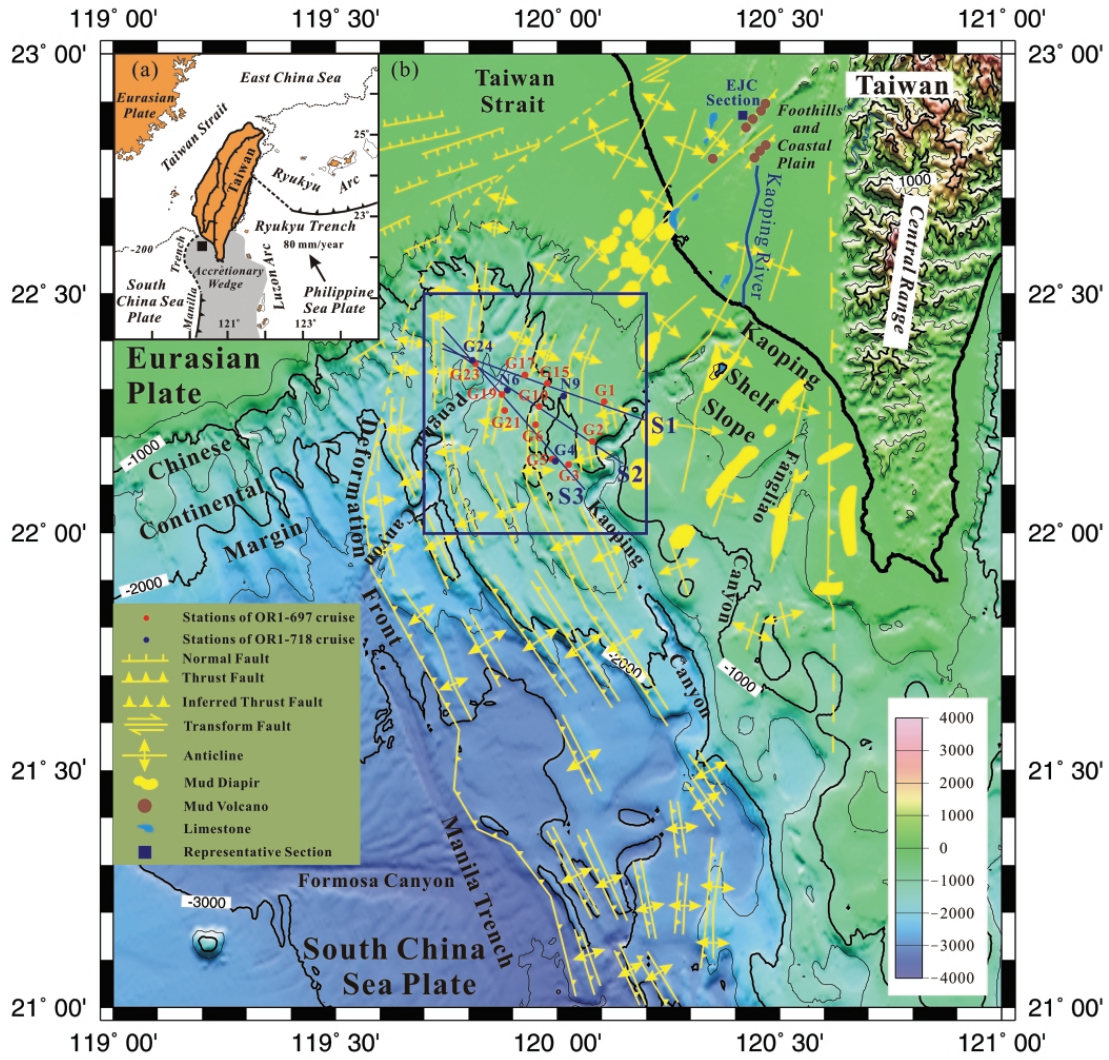 119° 00' 119° 30' 120° 00' 120° 30' 121° 00'
23° 00' 23° 00'
(a)
East China Sea
Eurasian
Plate
Taiwan Strait
25°
Taiwan
Ryukyu Arc
23°
Ryukyu Trench
80 mm/year
-200
Trench
Manilla
Accretionary
Wedge
Luzon Arc
South
China Sea
Plate
Philippine
Sea Plate
121° 123°
(b)
Taiwan
Strait
EJC
Section
Foothills
and
Coastal
Plain
Taiwan
1000
Central Range
Kaoping River
22° 30' 22° 30'
Eurasian
Plate
G24
G23
G17
G15
N6
N9
G19
G10
G1
G21
G6
G2
G4
G5
G3
S1
S2
S3
Penghu
Canyon
Kaoping
Shelf
Slope
Fangliao
Canyon
Kaoping
Canyon
-1000
Chinese
Continental
Margin
Deformation
Front
22° 00' 22° 00'
-2000
-2000
-1000
Stations of OR1-697 cruise
Stations of OR1-718 cruise
Normal Fault
Thrust Fault
Inferred Thrust Fault
Transform Fault
Anticline
Mud Diapir
Mud Volcano
Limestone
Representative Section
4000
3000
2000
1000
0
-1000
-2000
-3000
-4000
21° 30' 21° 30'
Manila Trench
Formosa Canyon
-3000
South China
Sea Plate
21° 00' 21° 00'
119° 00' 119° 30' 120° 00' 120° 30' 121° 00'